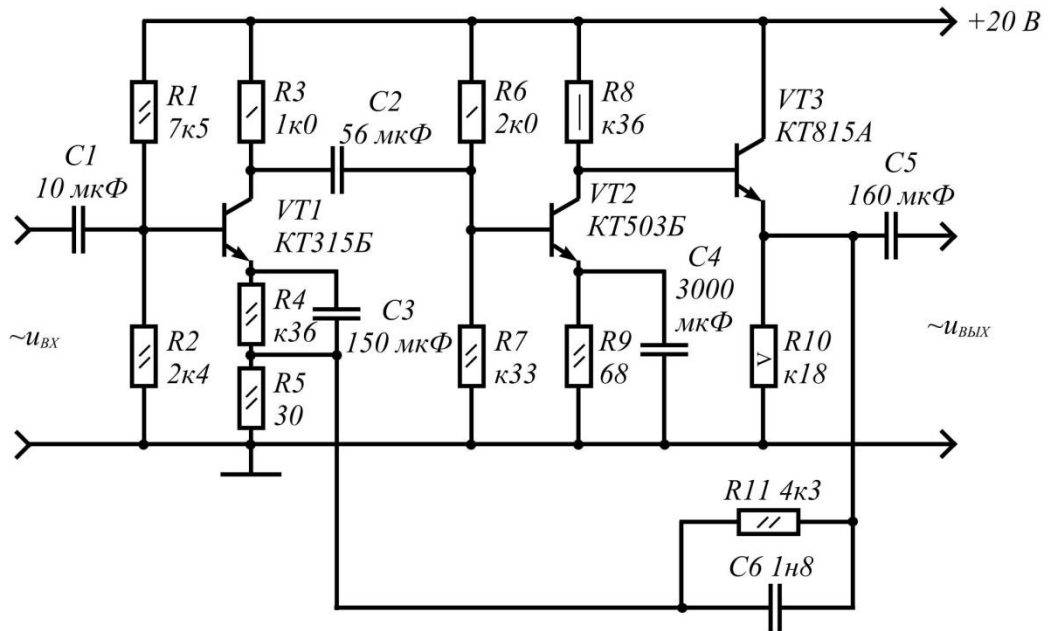 +20 В
R1
7к5
R3
1к0
C2
56 мкФ
R6
2к0
R8
к36
VT3
КТ815А
C1
10 мкФ
VT1
КТ315Б
VT2
КТ503Б
C5
160 мкФ
~uВХ
R2
2к4
R4
к36
R5
30
C3
150 мкФ
R7
к33
R9
68
C4
3000
мкФ
R10
к18
~uВЫХ
R11 4к3
C6 1н8